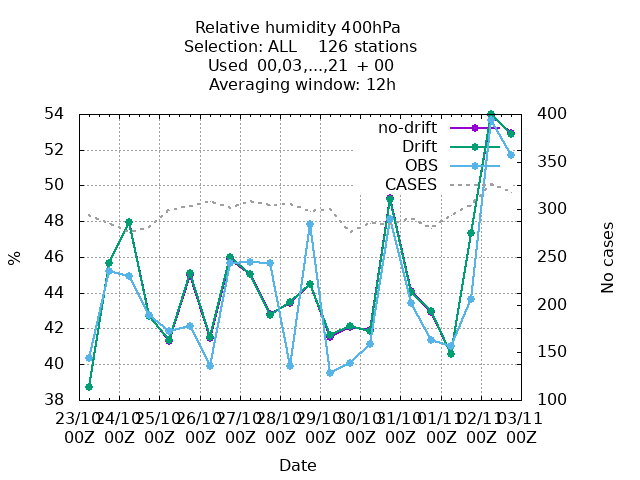 Relative humidity 400hPa
Selection: ALL    126 stations
Used  00,03,...,21  + 00
Averaging window: 12h
54
52
50
48
46
44
42
40
38
%
400
350
300
250
200
150
100
No cases
no-drift
Drift
OBS
CASES
23/10 24/10 25/10 26/10 27/10 28/10 29/10 30/10 31/10 01/11 02/11 03/11
00Z 00Z 00Z 00Z 00Z 00Z 00Z 00Z 00Z 00Z 00Z 00Z
Date